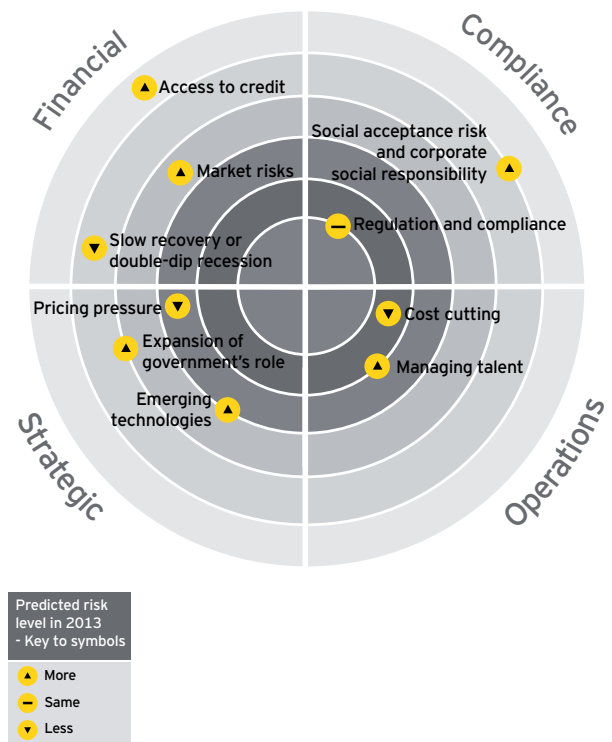 Financial
Compliance
Access to credit
Social acceptance risk
and corporate
social responsibility
Market risks
Regulation and compliance
Slow recovery or
double-dip recession
Pricing pressure
Cost cutting
Expansion of
government's role
Managing talent
Emerging
technologies
Strategic
Operations
Predicted risk
level in 2013
- Key to symbols
More
Same
Less